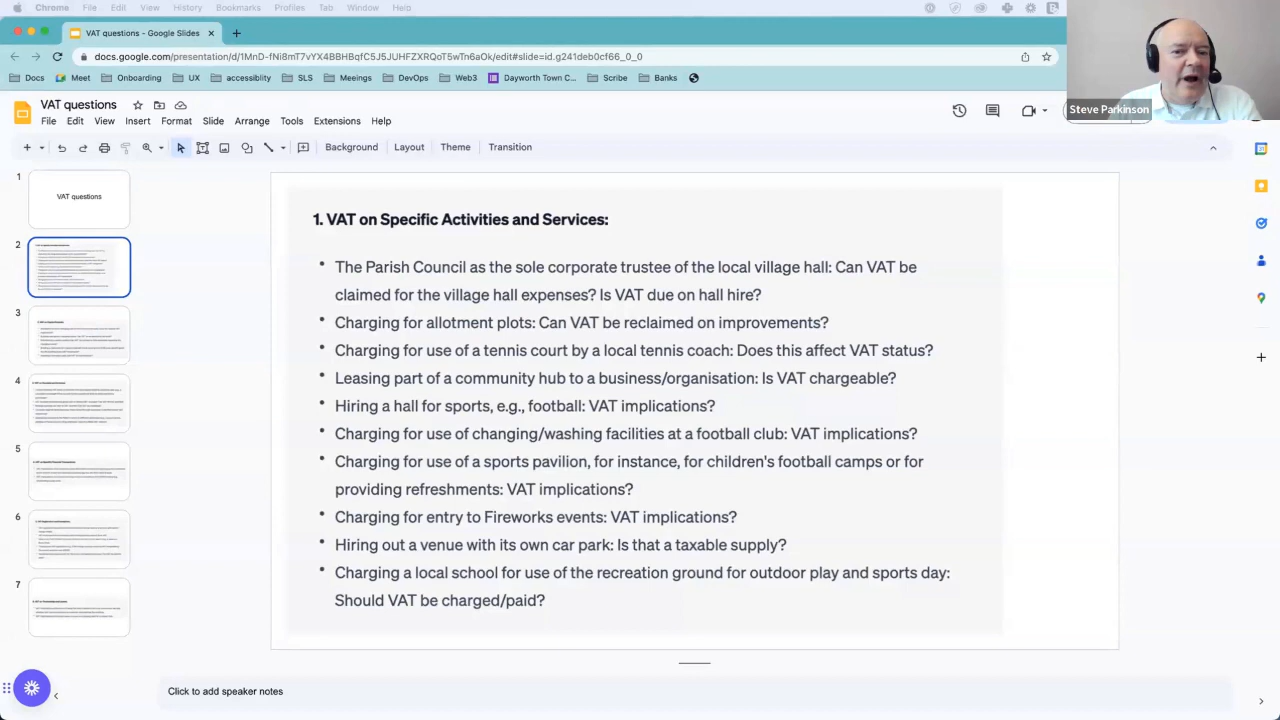 Chrome File Edit View History Bookmarks Profiles Tab Window Help
VAT questions - Google Slides
docs.google.com/presentation/d/1MnD-fNi8mT7yYX4BBHBqfC5J5JUHFZXRQoT5wTn6aOk/edit#slide=id.g241deb0cf66_0_0
Docs Meet Onboarding UX accessiblity SLS Meeings DevOps Web3 Dayworth Town C... Scribe Banks
Steve Parkinson
VAT questions
File Edit View Insert Format Slide Arrange Tools Extensions Help
Background Layout Theme Transition
1
VAT questions
2
3
4
5
6
7
1. VAT on Specific Activities and Services:
The Parish Council is the sole corporate trustee of the local village hall: Can VAT be
claimed for the village hall expenses? Is VAT due on hall hire?
Charging for allotment plots: Can VAT be reclaimed on improvements?
Charging for use of a tennis court by a local tennis coach: Does this affect VAT status?
Leasing part of a community hub to a business/organisation: Is VAT chargeable?
Hiring a hall for sports, e.g., football: VAT implications?
Charging for use of changing/washing facilities at a football club: VAT implications?
Charging for use of a sports pavilion, for instance, for children's football camps or for
providing refreshments: VAT implications?
Charging for entry to Fireworks events: VAT implications?
Hiring out a venue with its own car park: Is that a taxable supply?
Charging a local school for use of the recreation ground for outdoor play and sports day:
Should VAT be charged/paid?
Click to add speaker notes